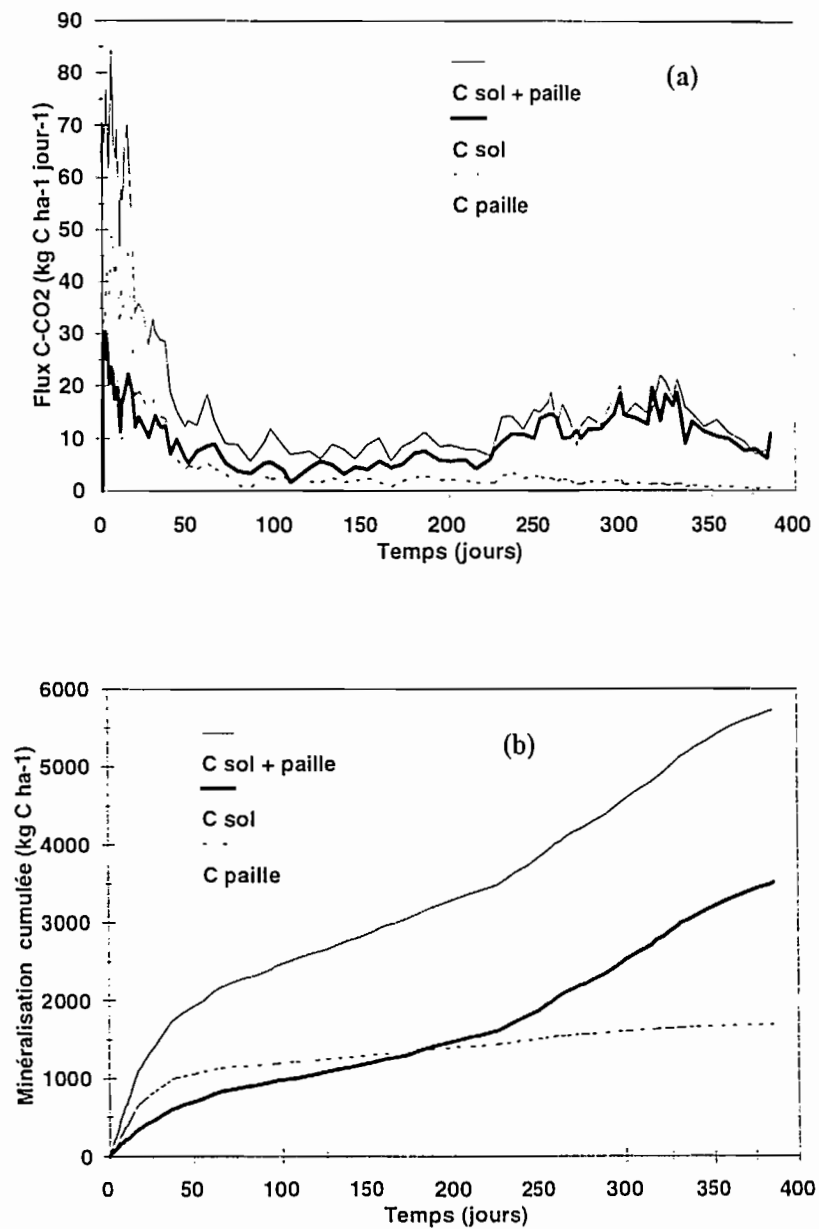 90
80
70
60
50
40
30
20
10
0
Flux C-CO2 (kg C ha-1 jour-1)
(a)
C sol + paille
C sol
C paille
0 50 100 150 200 250 300 350 400
Temps (jours)
6000
5000
4000
3000
2000
1000
0
Minéralisation cumulée (kg C ha-1)
(b)
C sol + paille
C sol
C paille
0 50 100 150 200 250 300 350 400
Temps (jours)